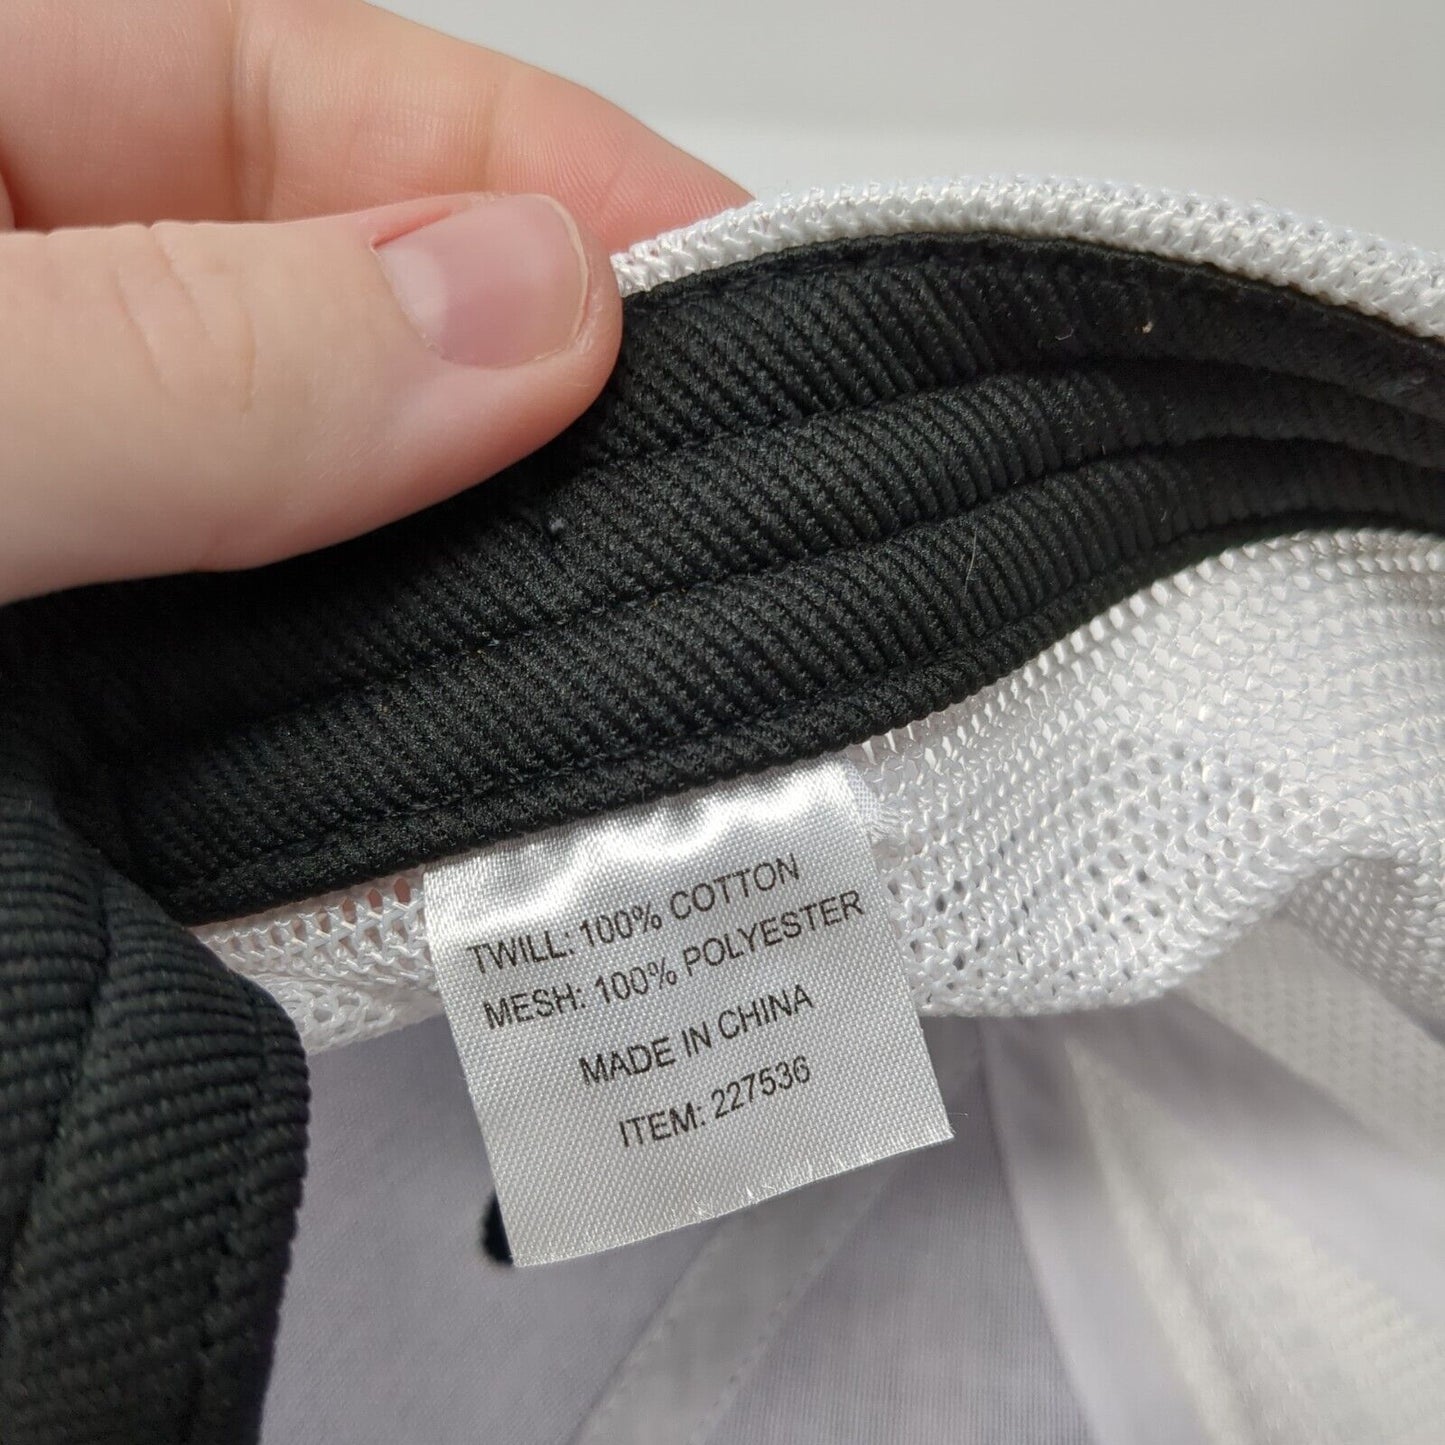 TWILL: 100% COTTON
MESH: 100% POLYESTER
MADE IN CHINA
ITEM: 227536